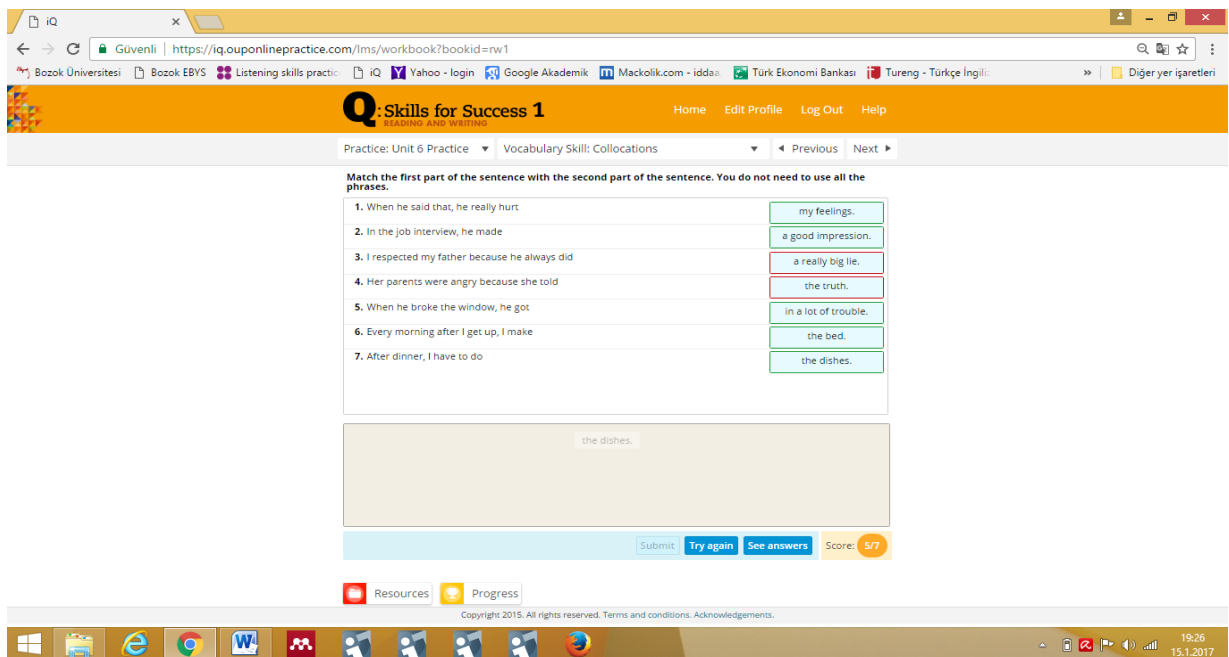 iQ
Güvenli | https://iq.ouponlinepractice.com/lms/workbook?bookid=rw1
Bozok Üniversitesi Bozok EBYS Listening skills practic iQ Yahoo - login Google Akademik Mackolik.com - iddaa Türk Ekonomi Bankası Tureng - Türkçe İngiliz » Diğer yer işaretleri
Q: Skills for Success 1 Home Edit Profile Log Out Help
READING AND WRITING
Practice: Unit 6 Practice Vocabulary Skill: Collocations Previous Next
Match the first part of the sentence with the second part of the sentence. You do not need to use all the
phrases.
1. When he said that, he really hurt my feelings.
2. In the job interview, he made a good impression.
3. I respected my father because he always did a really big lie.
4. Her parents were angry because she told the truth.
5. When he broke the window, he got in a lot of trouble.
6. Every morning after I get up, I make the bed.
7. After dinner, I have to do the dishes.
the dishes.
Submit Try again See answers Score: 5/7
Resources Progress
Copyright 2015. All rights reserved. Terms and conditions. Acknowledgements.
19:26
15.1.2017